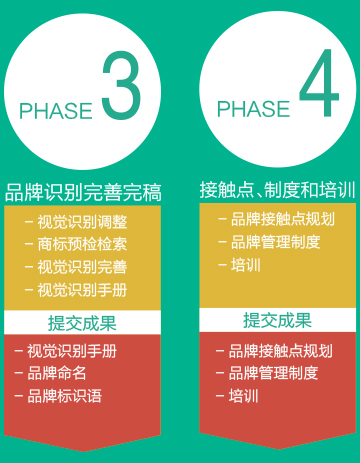 PHASE 3
品牌识别完善完稿
– 视觉识别调整
– 商标预检检索
– 视觉识别完善
– 视觉识别手册
提交成果
– 视觉识别手册
– 品牌命名
– 品牌标识语
PHASE 4
接触点、制度和培训
– 品牌接触点规划
– 品牌管理制度
– 培训
提交成果
– 品牌接触点规划
– 品牌管理制度
– 培训